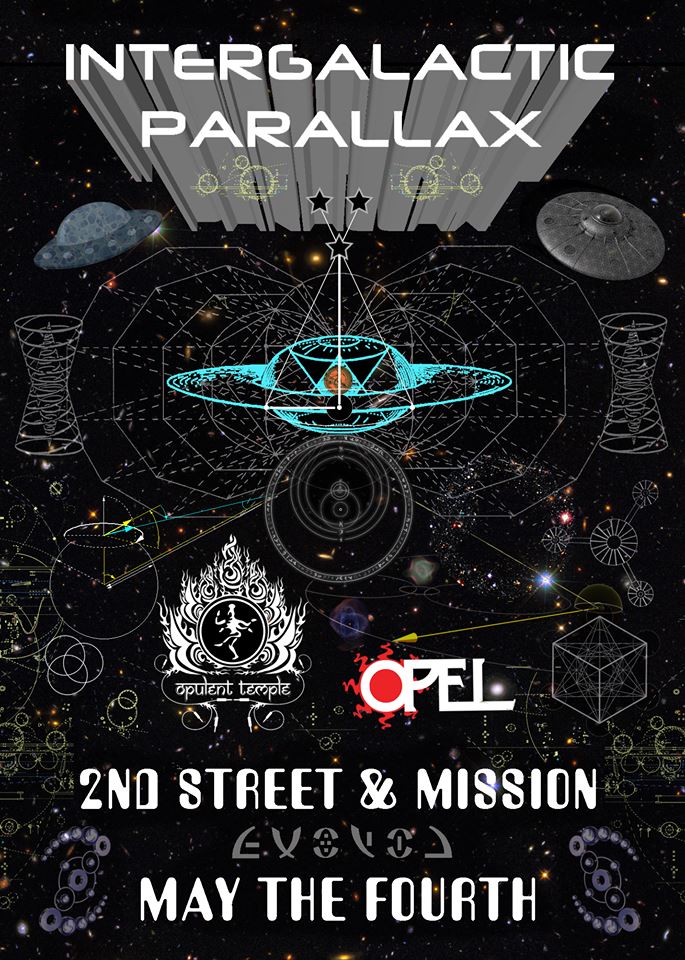 INTERGALACTIC
PARALLAX
opulent temple
OPEL
2ND STREET & MISSION
MAY THE FOURTH